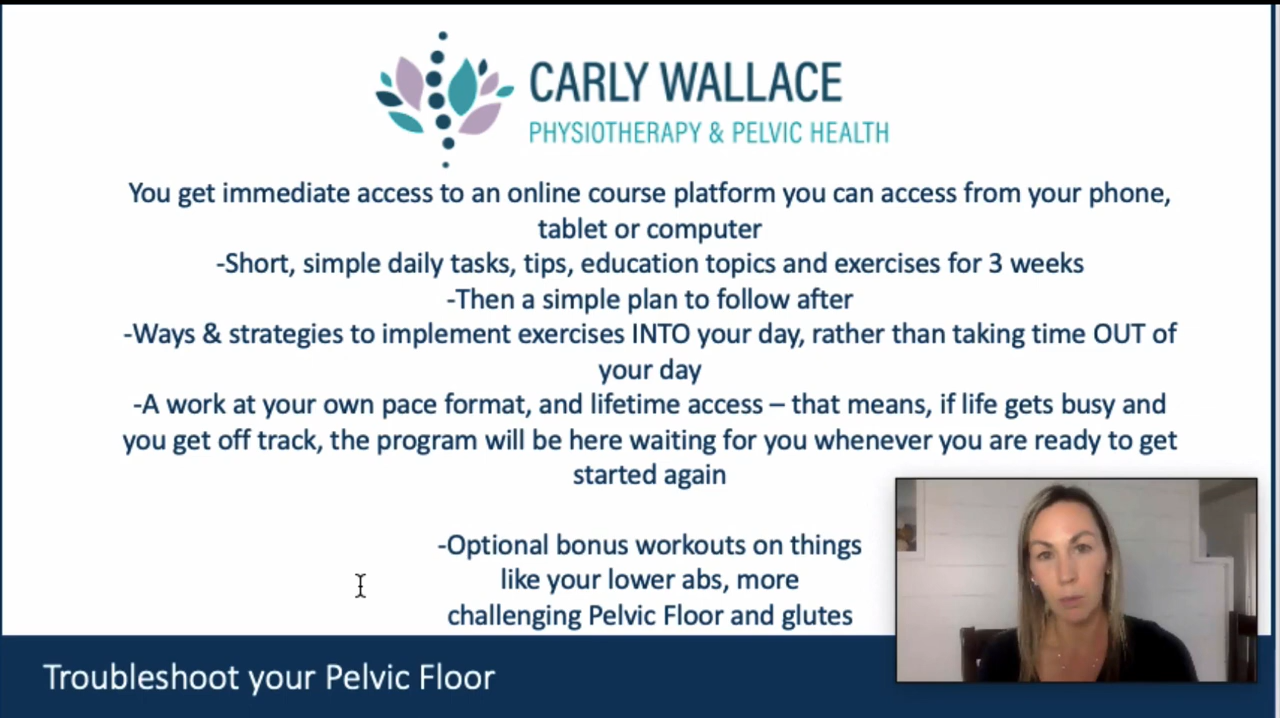 CARLY WALLACE
PHYSIOTHERAPY & PELVIC HEALTH
You get immediate access to an online course platform you can access from your phone,
tablet or computer
-Short, simple daily tasks, tips, education topics and exercises for 3 weeks
-Then a simple plan to follow after
-Ways & strategies to implement exercises INTO your day, rather than taking time OUT of
your day
-A work at your own pace format, and lifetime access – that means, if life gets busy and
you get off track, the program will be here waiting for you whenever you are ready to get
started again
-Optional bonus workouts on things
like your lower abs, more
challenging Pelvic Floor and glutes
Troubleshoot your Pelvic Floor